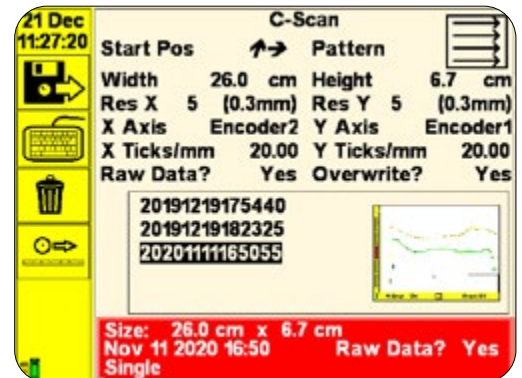 21 Dec
11:27:20
C-Scan
Start Pos Pattern
Width 26.0 cm Height 6.7 cm
Res X 5 (0.3mm) Res Y 5 (0.3mm)
X Axis Encoder2 Y Axis Encoder1
X Ticks/mm 20.00 Y Ticks/mm 20.00
Raw Data? Yes Overwrite? Yes
20191219175440
20191219182325
20201111165055
Size: 26.0 cm x 6.7 cm
Nov 11 2020 16:50 Raw Data? Yes
Single